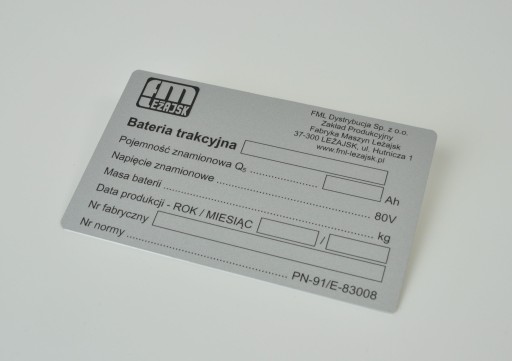 fm
LEŻAJSK
FML Dystrybucja Sp. z o.o.
Zakład Produkcyjny
Fabryka Maszyn Leżajsk
37-300 LEŻAJSK, ul. Hutnicza 1
www.fml-lezajsk.pl
Bateria trakcyjna
Pojemność znamionowa Q5 ........................ Ah
Napięcie znamionowe ........................ 80V
Masa baterii ........................ kg
Data produkcji - ROK / MIESIĄC /
Nr fabryczny
Nr normy ........................ PN-91/E-83008